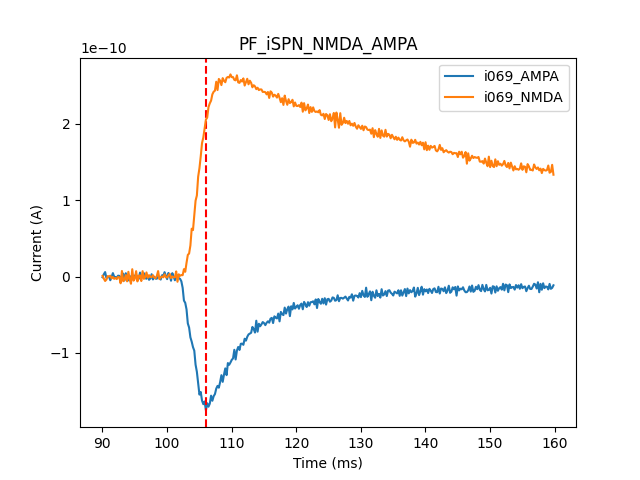 PF_iSPN_NMDA_AMPA
1e−10
i069_AMPA
i069_NMDA
2
1
0
−1
Current (A)
90 100 110 120 130 140 150 160
Time (ms)